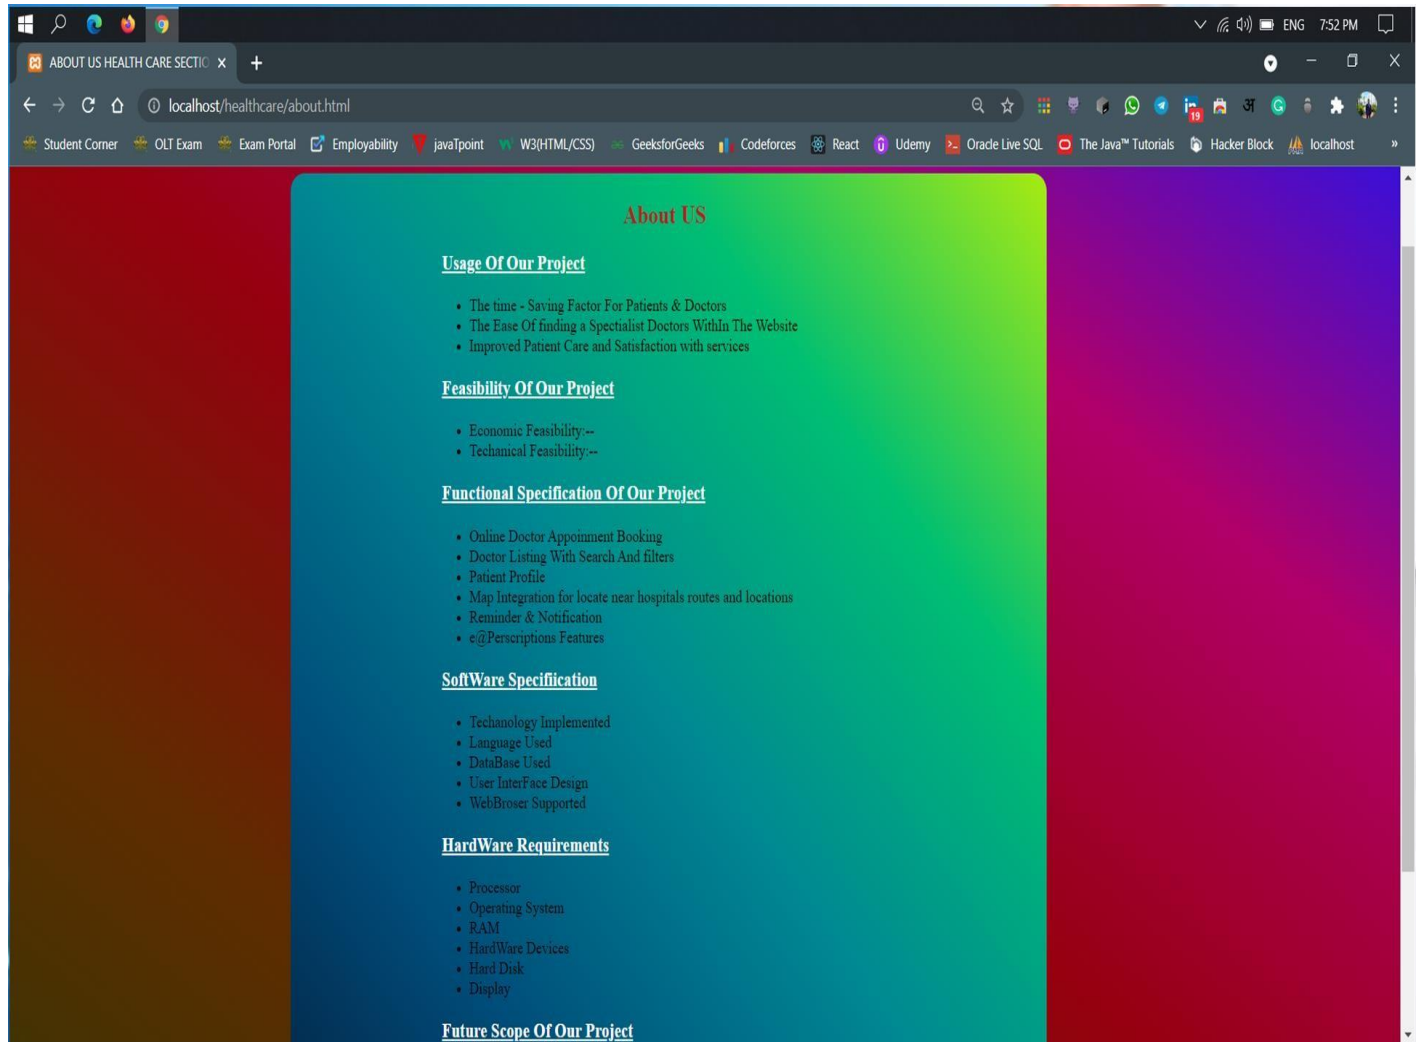 ENG 7:52 PM
ABOUT US HEALTH CARE SECTIO
localhost/healthcare/about.html
अ
in
19
G
Student Corner OLT Exam Exam Portal Employability javaTpoint W3(HTML/CSS) GeeksforGeeks Codeforces React Udemy Oracle Live SQL The Java™ Tutorials Hacker Block localhost »
About US
Usage Of Our Project
• The time - Saving Factor For Patients & Doctors
• The Ease Of finding a Spectialist Doctors WithIn The Website
• Improved Patient Care and Satisfaction with services
Feasibility Of Our Project
• Economic Feasibility:--
• Techanical Feasibility:--
Functional Specification Of Our Project
• Online Doctor Appoinment Booking
• Doctor Listing With Search And filters
• Patient Profile
• Map Integration for locate near hospitals routes and locations
• Reminder & Notification
• e@Perscriptions Features
SoftWare Specifiication
• Techanology Implemented
• Language Used
• DataBase Used
• User InterFace Design
• WebBroser Supported
HardWare Requirements
• Processor
• Operating System
• RAM
• HardWare Devices
• Hard Disk
• Display
Future Scope Of Our Project